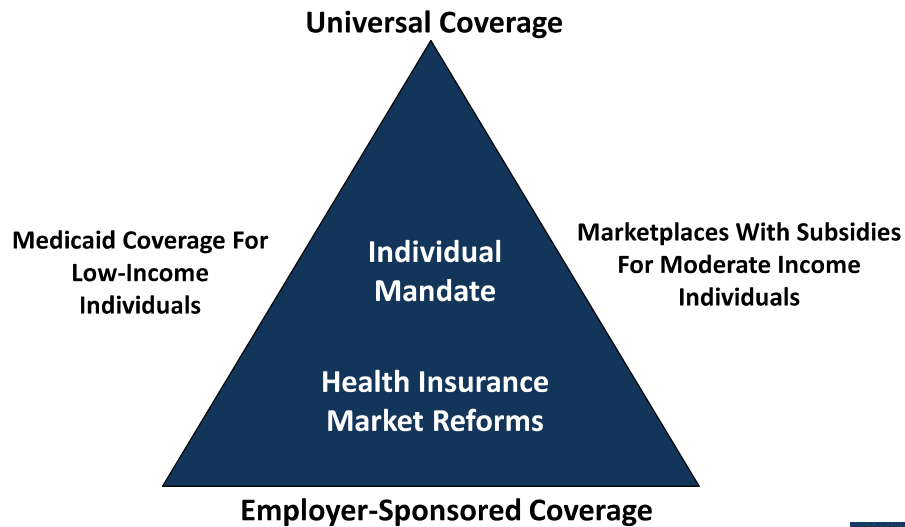 Universal Coverage
Medicaid Coverage For
Low-Income
Individuals
Individual
Mandate
Marketplaces With Subsidies
For Moderate Income
Individuals
Health Insurance
Market Reforms
Employer-Sponsored Coverage